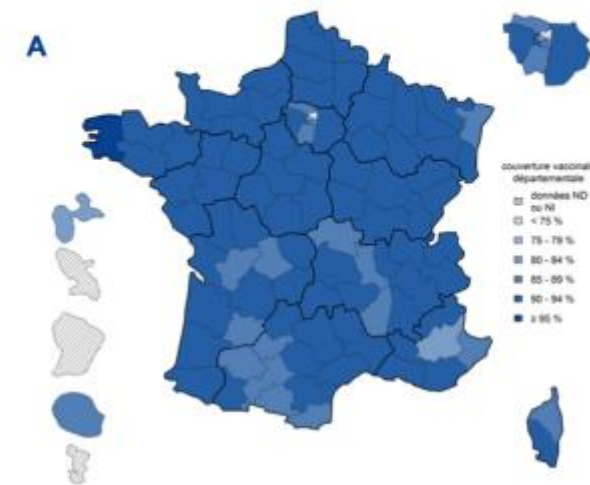 A
couverture vaccinale
départementale
données ND
ou NI
< 75 %
75 - 79 %
80 - 84 %
85 - 89 %
90 - 94 %
≥ 95 %